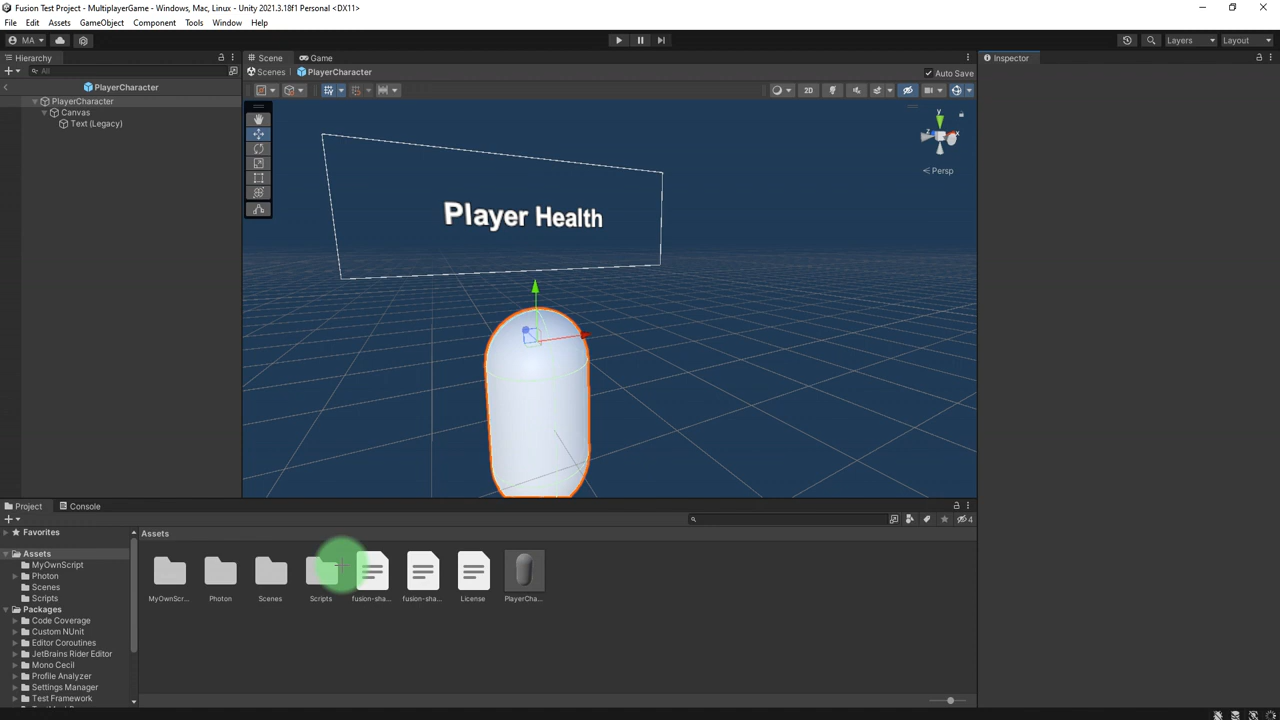 Fusion Test Project - MultiplayerGame - Windows, Mac, Linux - Unity 2021.3.18f1 Personal <DX11>
File Edit Assets GameObject Component Tools Window Help
MA Layers Layout
Hierarchy Scene Game Inspector
All Scenes PlayerCharacter Auto Save
PlayerCharacter
PlayerCharacter
Canvas
Text (Legacy)
2D
y
x
z
Persp
Player Health
Project Console
4
Favorites
Assets
Assets
MyOwnScript
Photon
Scenes
Scripts
MyOwnScr... Photon Scenes Scripts fusion-sha... fusion-sha... License PlayerCha...
Packages
Code Coverage
Custom NUnit
Editor Coroutines
JetBrains Rider Editor
Mono Cecil
Profile Analyzer
Settings Manager
Test Framework